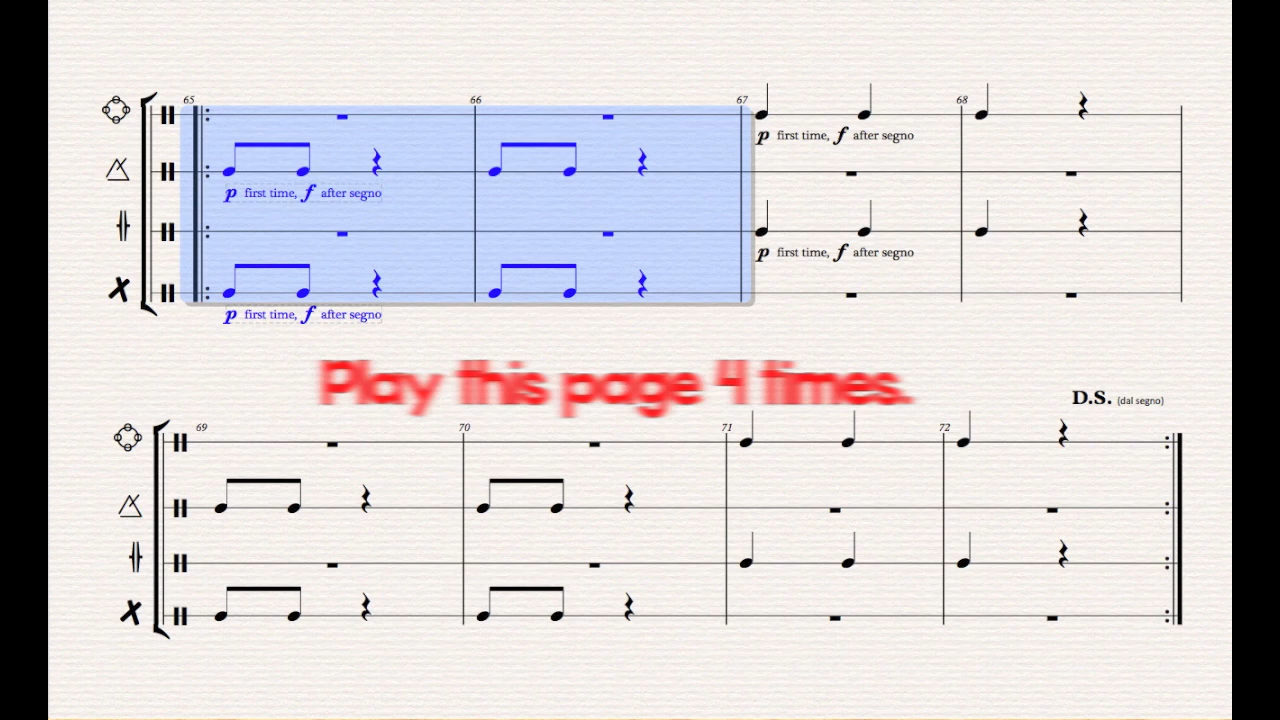 65 66 67 68
p first time, f after segno
p first time, f after segno
p first time, f after segno
p first time, f after segno
Play this page 4 times.
D.S. (dal segno)
69 70 71 72